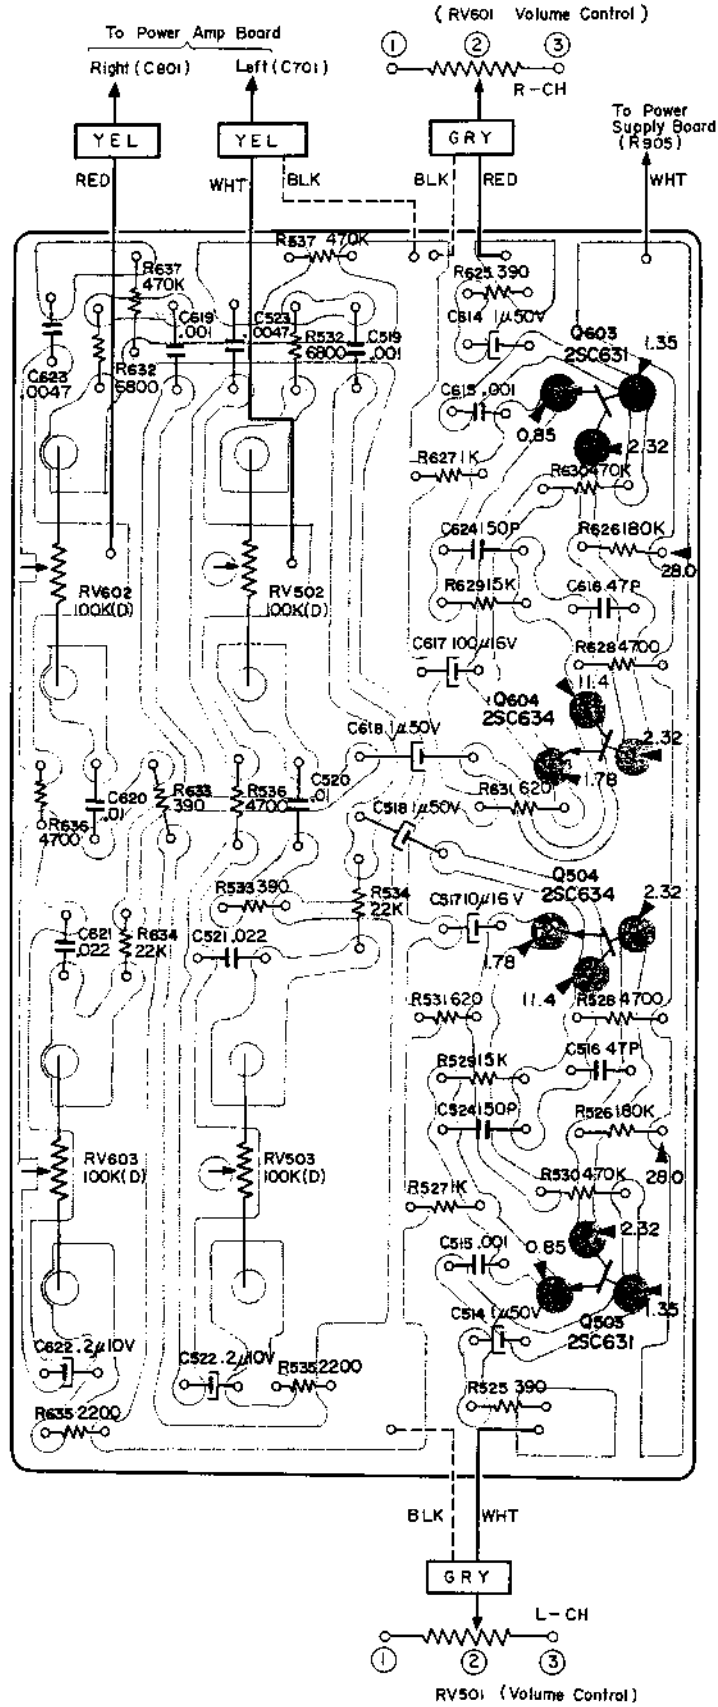 (RV601 Volume Control)
1 2 3
R-CH
To Power Amp Board
Right (C801) Left (C701)
YEL YEL GRY
To Power
Supply Board
(R905)
RED WHT BLK BLK RED WHT
R537 470K
R637
470K
R625 390
C614 1μ50V
C619
.001
C523
.0047
R532
6800
C519
.001
C623
.0047
R632
6800
Q603
2SC631
1.35
C615 .001
0.85
2.32
R627 1K
R630 470K
C624 150P
R626 180K
28.0
RV602
100K(D)
RV502
100K(D)
R629 15K
C616 47P
C617 100μ16V
R628 4700
11.4
Q604
2SC634
2.32
C618 1μ50V
1.78
C620
.01
R633
390
R536
4700
C520
.01
R631 620
R636
4700
C518 1μ50V
R533 390
R534
22K
Q504
2SC634
2.32
C517 10μ16V
C621
.022
R634
22K
C521 .022
1.78
11.4
R531 620
R528 4700
R529 15K
C516 47P
C524 150P
R526 180K
RV603
100K(D)
RV503
100K(D)
28.0
R530 470K
R527 1K
2.32
C515 .001
0.85
1.35
C514 1μ50V
Q503
2SC631
C622 2.2μ10V
C522 2.2μ10V
R535 2200
R525 390
R635 2200
BLK WHT
GRY
L-CH
1 2 3
RV501 (Volume Control)